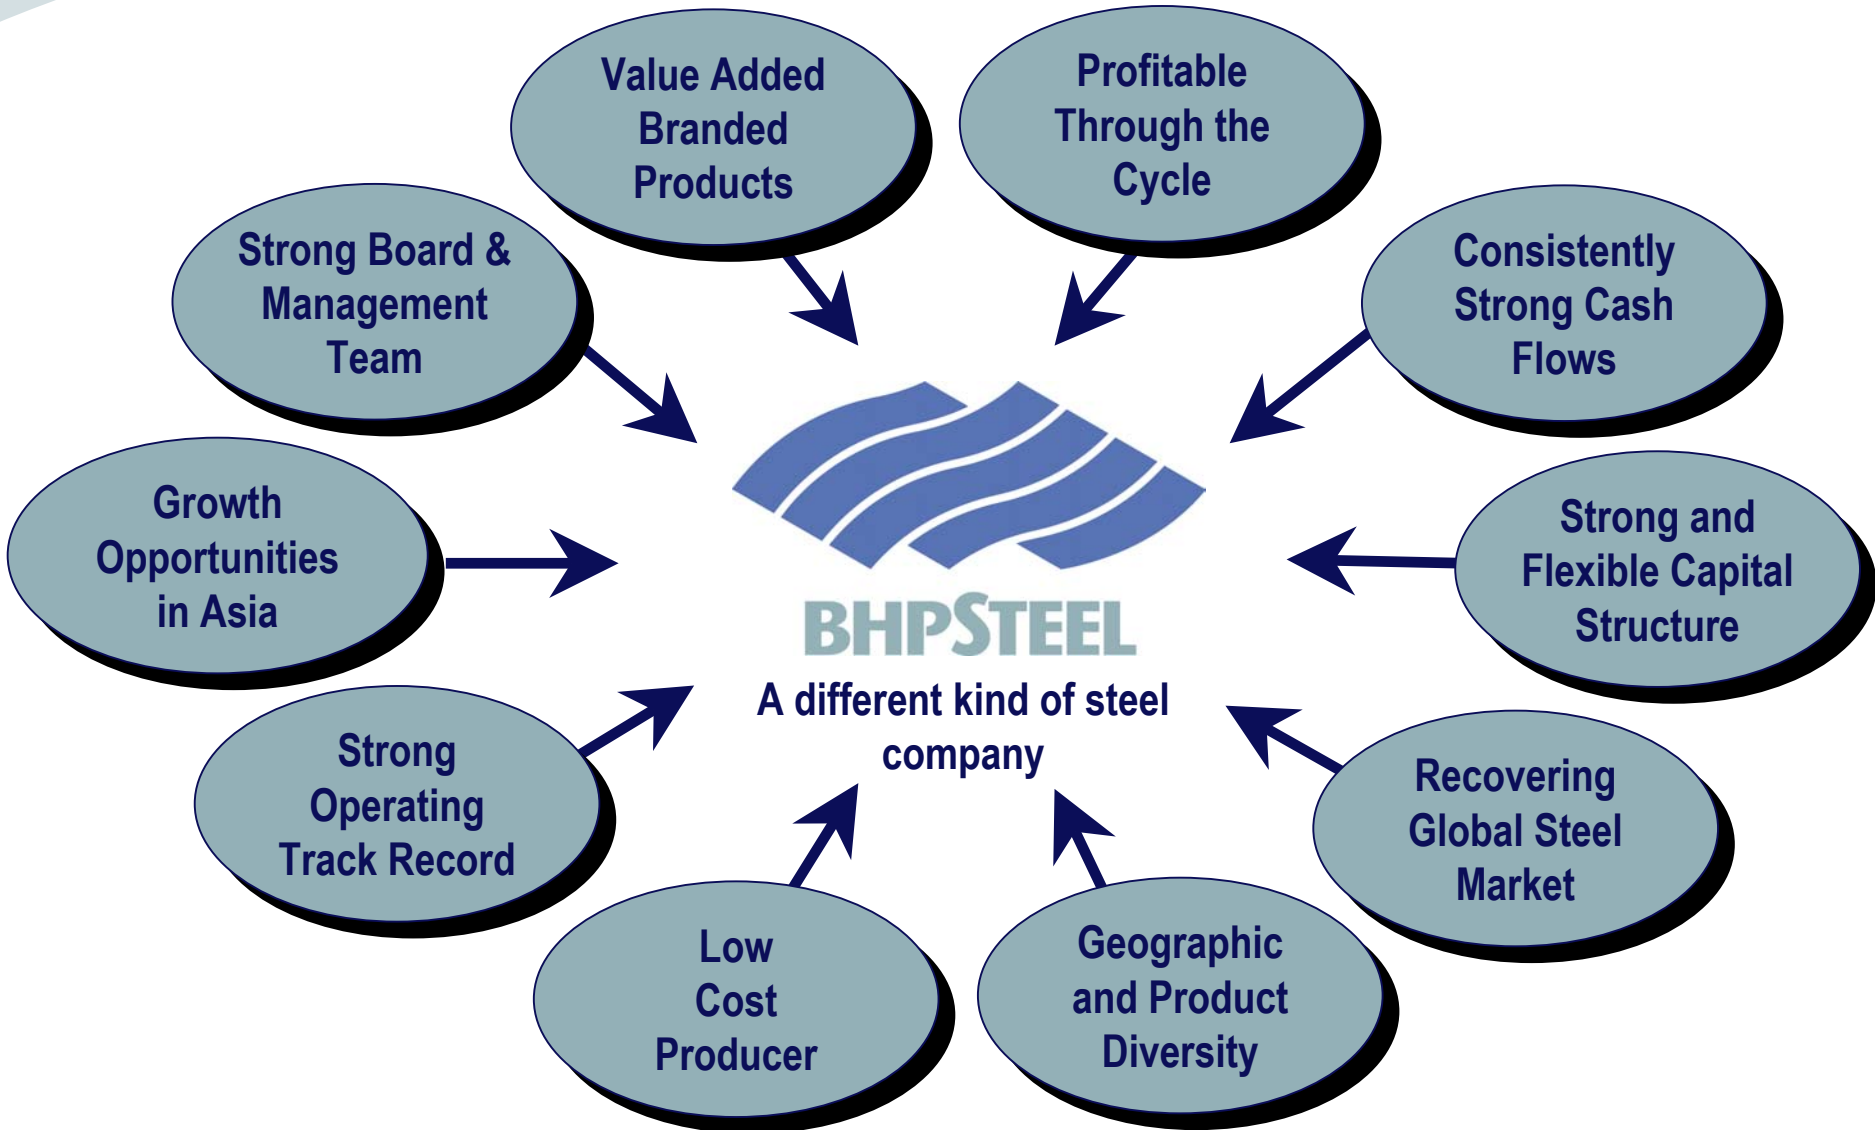 Value Added
Branded
Products
Profitable
Through the
Cycle
Strong Board &
Management
Team
Consistently
Strong Cash
Flows
Growth
Opportunities
in Asia
Strong and
Flexible Capital
Structure
BHPSTEEL
A different kind of steel
company
Strong
Operating
Track Record
Recovering
Global Steel
Market
Low
Cost
Producer
Geographic
and Product
Diversity